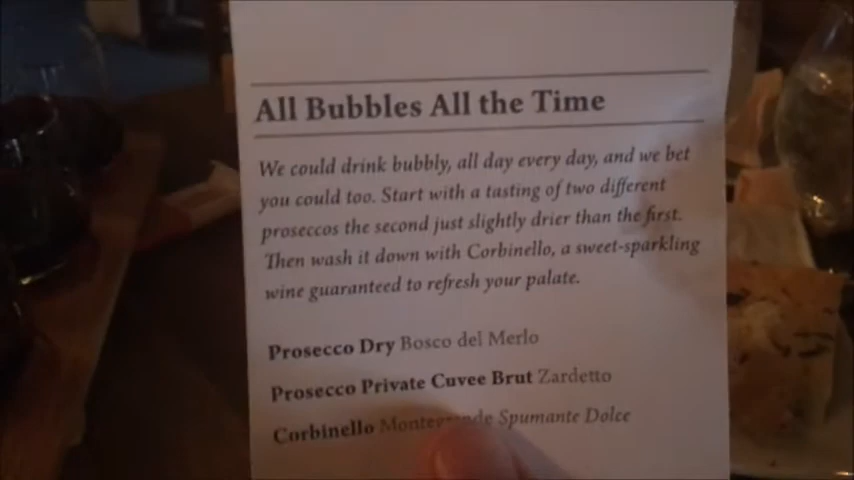 All Bubbles All the Time
We could drink bubbly, all day every day, and we bet
you could too. Start with a tasting of two different
proseccos the second just slightly drier than the first.
Then wash it down with Corbinello, a sweet-sparkling
wine guaranteed to refresh your palate.
Prosecco Dry Bosco del Merlo
Prosecco Private Cuvee Brut Zardetto
Corbinello Spumante Dolce